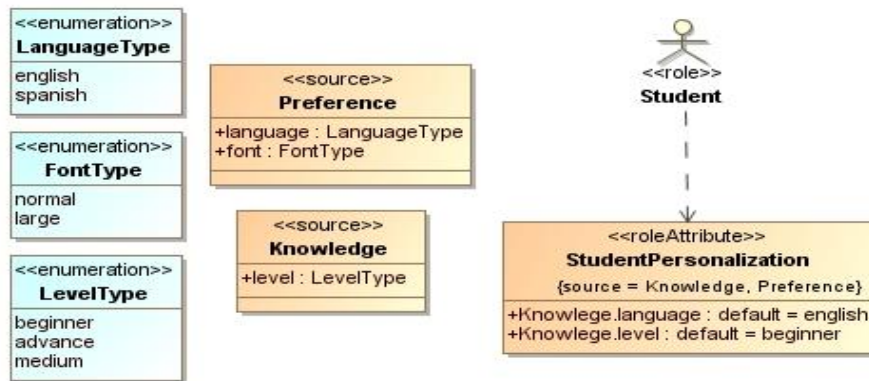 <<enumeration>>
LanguageType
english
spanish
<<enumeration>>
FontType
normal
large
<<enumeration>>
LevelType
beginner
advance
medium
<<source>>
Preference
+language : LanguageType
+font : FontType
<<source>>
Knowledge
+level : LevelType
<<role>>
Student
<<roleAttribute>>
StudentPersonalization
{source = Knowledge, Preference}
+Knowlege.language : default = english
+Knowlege.level : default = beginner